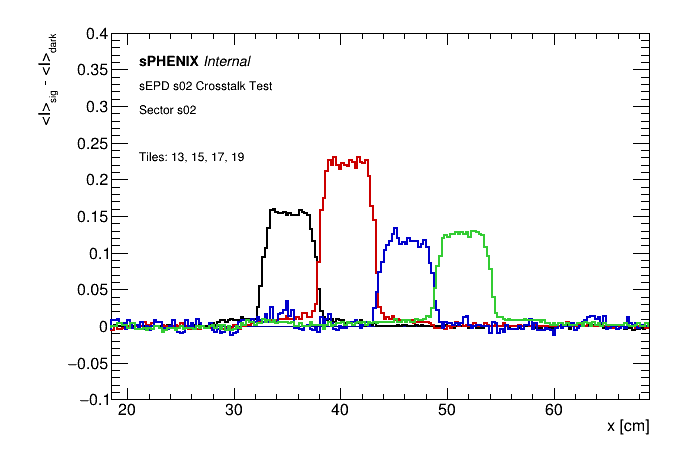 <I>sig - <I>dark
0.4
0.35
0.3
0.25
0.2
0.15
0.1
0.05
0
−0.05
−0.1
sPHENIX Internal
sEPD s02 Crosstalk Test
Sector s02
Tiles: 13, 15, 17, 19
20 30 40 50 60
x [cm]